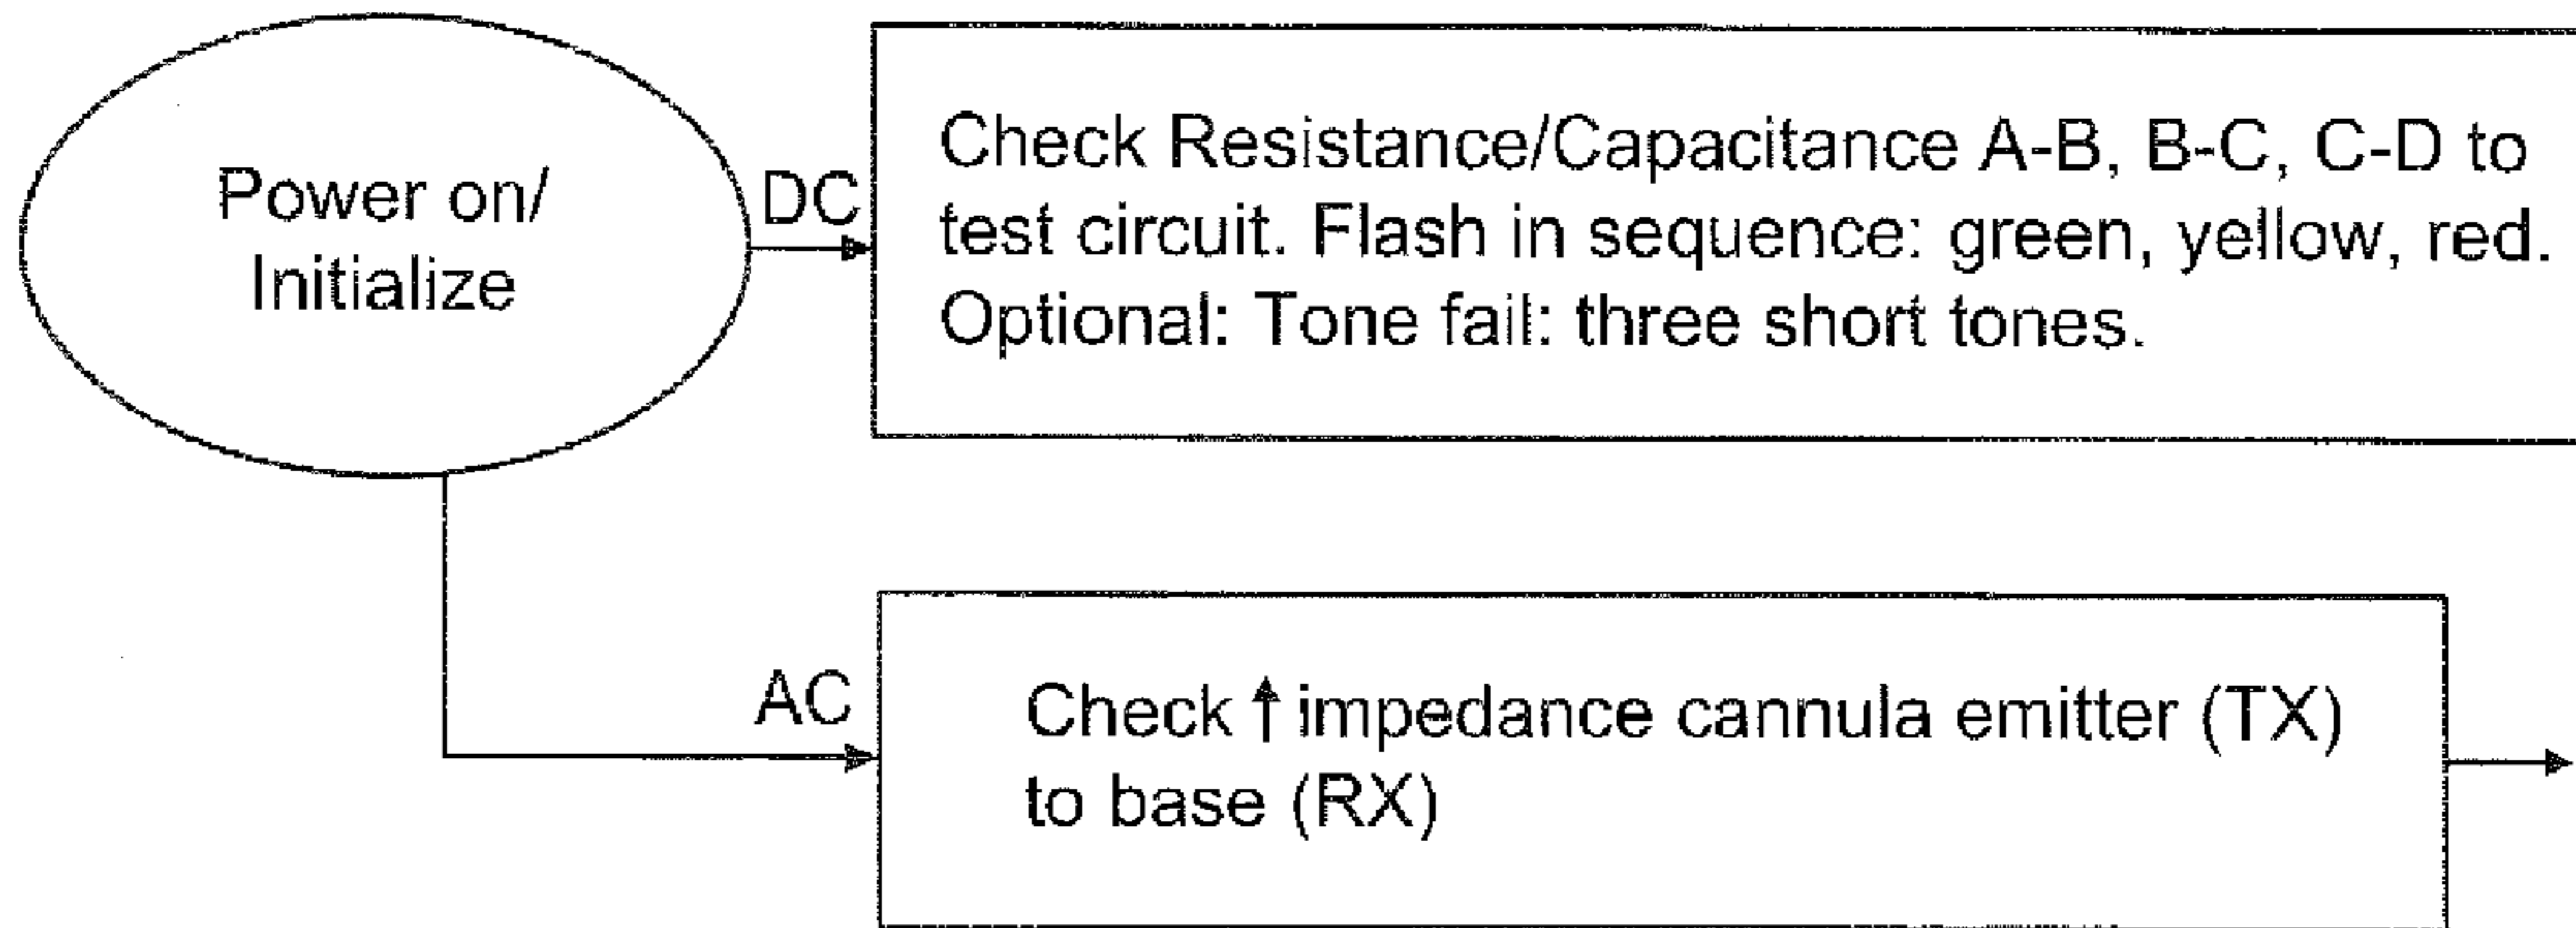 Power on/
Initialize
DC
Check Resistance/Capacitance A-B, B-C, C-D to
test circuit. Flash in sequence: green, yellow, red.
Optional: Tone fail: three short tones.
AC
Check ↑ impedance cannula emitter (TX)
to base (RX)